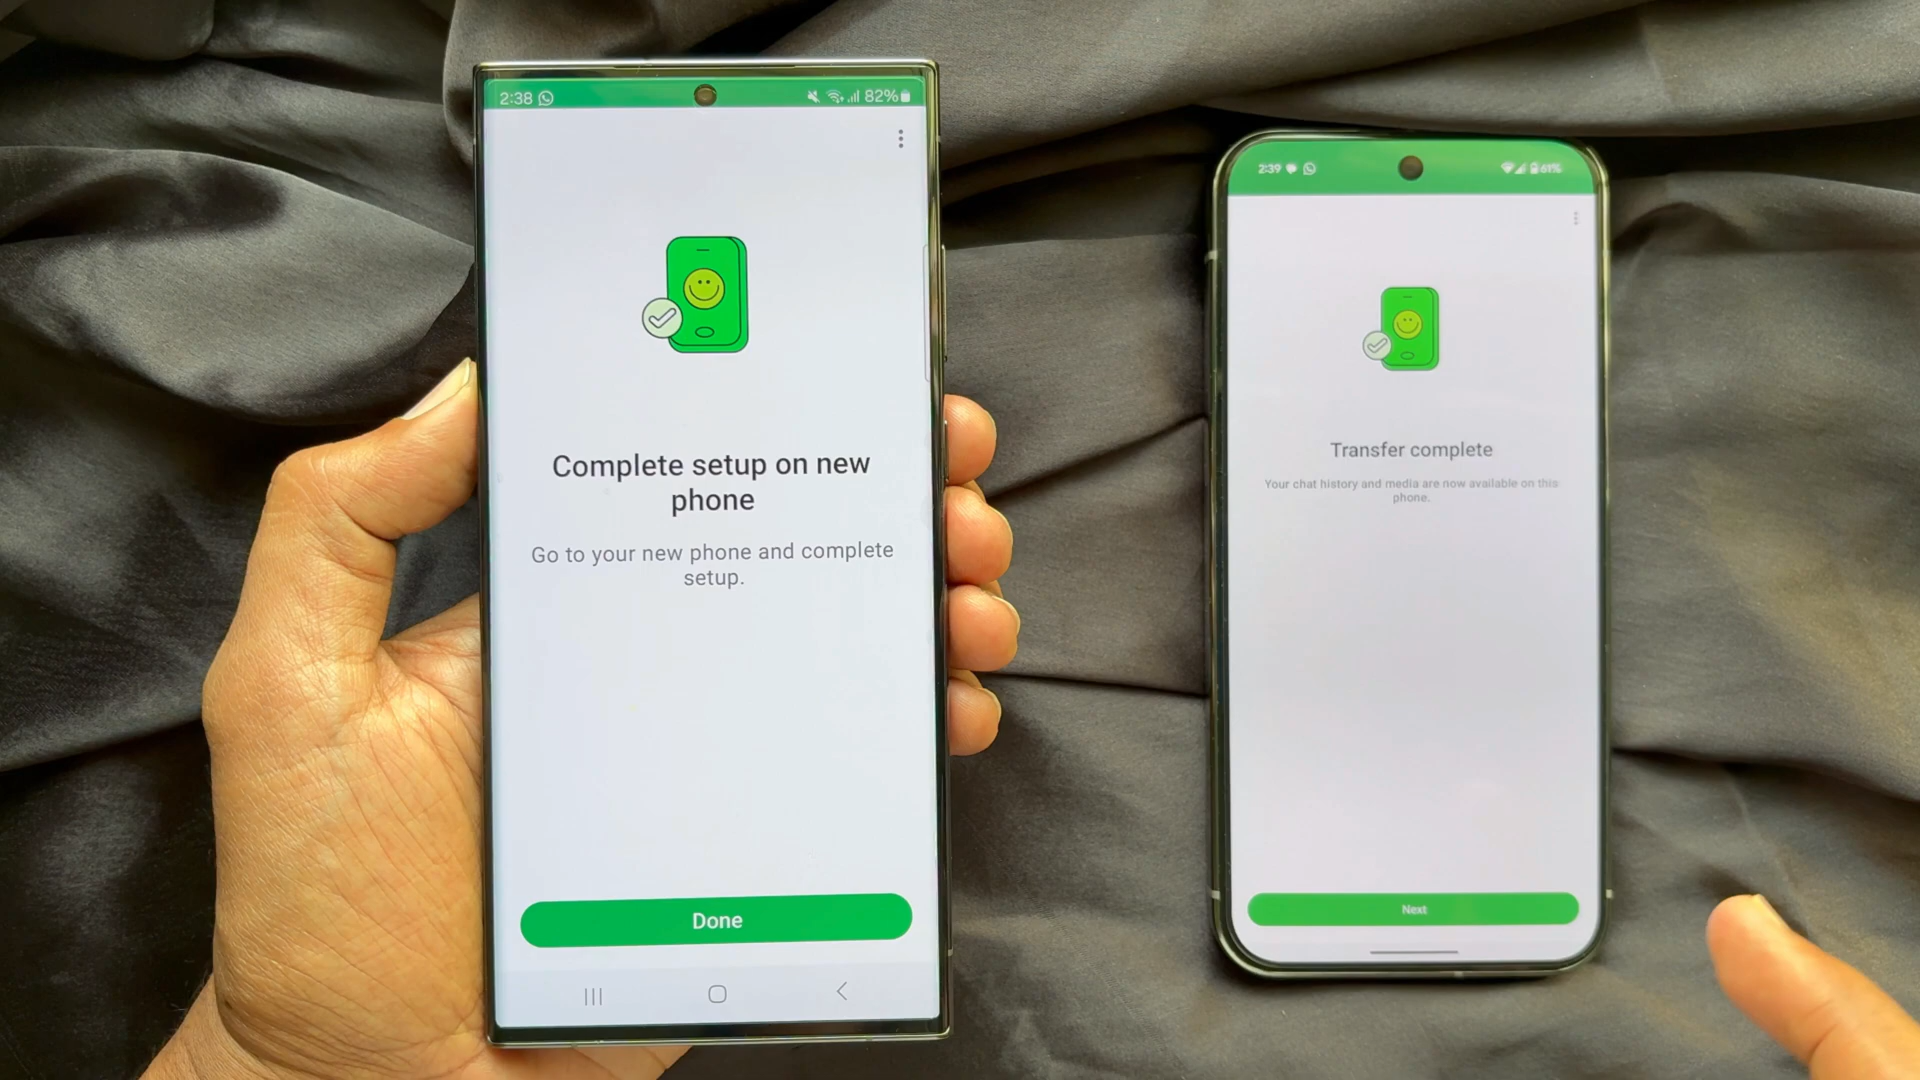 2:38
82%
Complete setup on new
phone
Go to your new phone and complete
setup.
Done
2:39
61%
Transfer complete
Your chat history and media are now available on this
phone.
Next